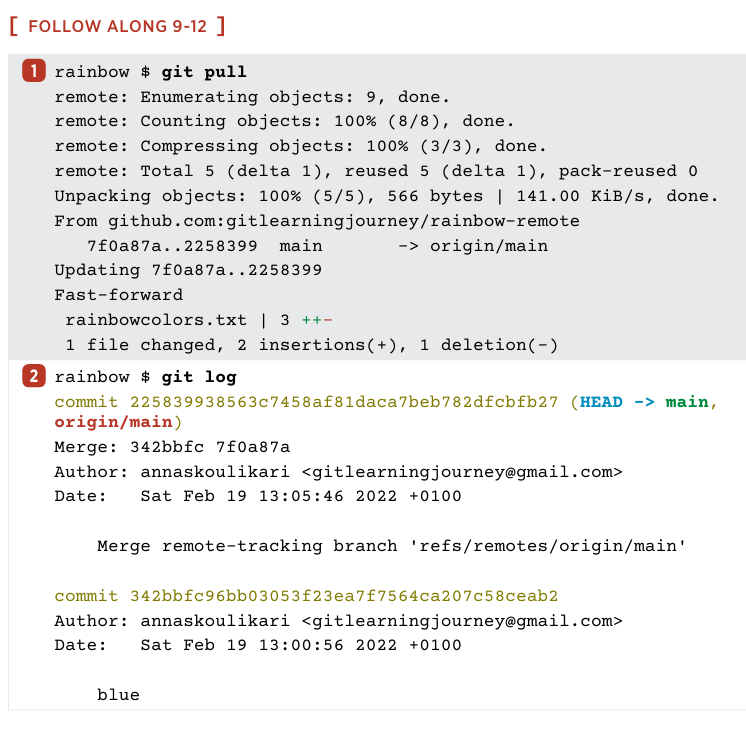 [ FOLLOW ALONG 9-12 ]
1 rainbow $ git pull
remote: Enumerating objects: 9, done.
remote: Counting objects: 100% (8/8), done.
remote: Compressing objects: 100% (3/3), done.
remote: Total 5 (delta 1), reused 5 (delta 1), pack-reused 0
Unpacking objects: 100% (5/5), 566 bytes | 141.00 KiB/s, done.
From github.com:gitlearningjourney/rainbow-remote
   7f0a87a..2258399  main       -> origin/main
Updating 7f0a87a..2258399
Fast-forward
 rainbowcolors.txt | 3 ++-
 1 file changed, 2 insertions(+), 1 deletion(-)
2 rainbow $ git log
commit 225839938563c7458af81daca7beb782dfcbfb27 (HEAD -> main,
origin/main)
Merge: 342bbfc 7f0a87a
Author: annaskoulikari <gitlearningjourney@gmail.com>
Date:   Sat Feb 19 13:05:46 2022 +0100
    Merge remote-tracking branch 'refs/remotes/origin/main'
commit 342bbfc96bb03053f23ea7f7564ca207c58ceab2
Author: annaskoulikari <gitlearningjourney@gmail.com>
Date:   Sat Feb 19 13:00:56 2022 +0100
    blue